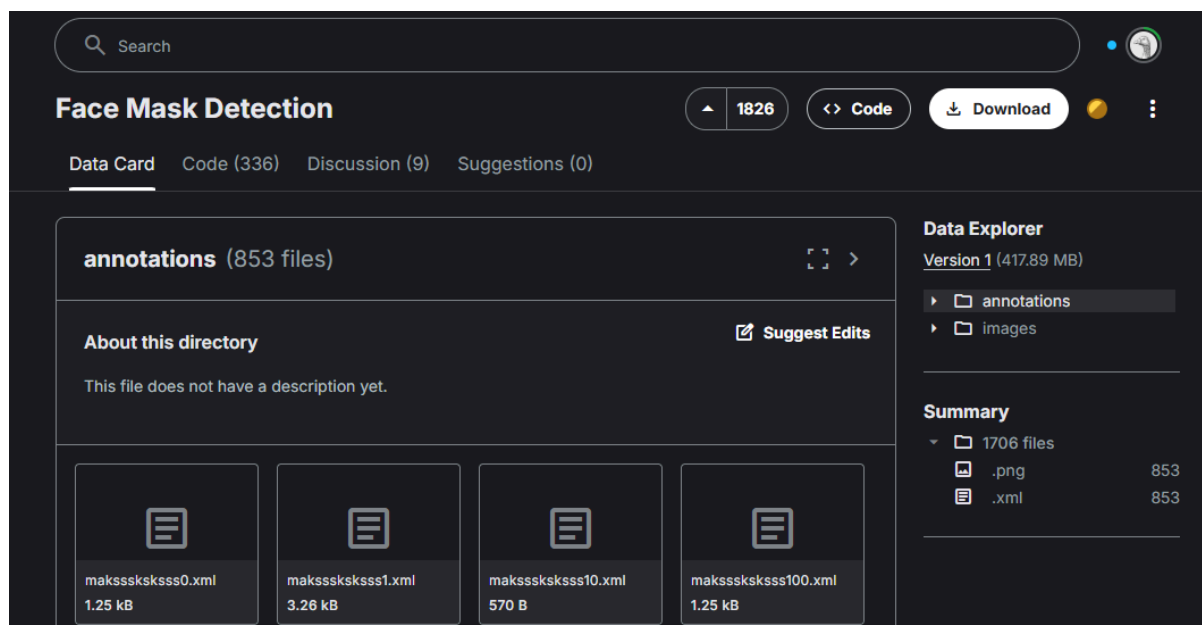 Search
Face Mask Detection
1826
<> Code
Download
Data Card
Code (336)
Discussion (9)
Suggestions (0)
annotations (853 files)
About this directory
Suggest Edits
This file does not have a description yet.
maksssksksss0.xml
1.25 kB
maksssksksss1.xml
3.26 kB
maksssksksss10.xml
570 B
maksssksksss100.xml
1.25 kB
Data Explorer
Version 1 (417.89 MB)
annotations
images
Summary
1706 files
.png 853
.xml 853